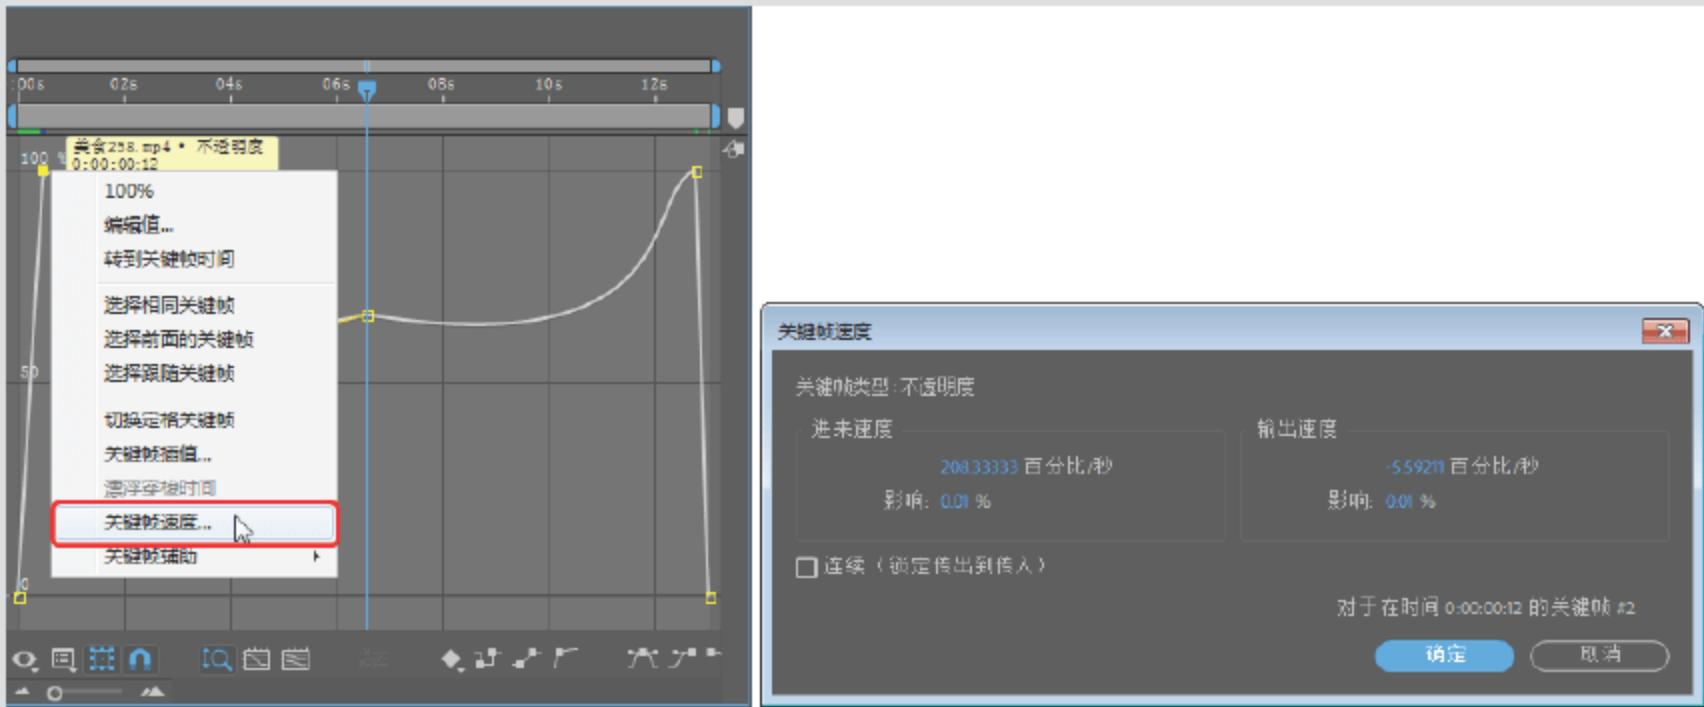 :00s 02s 04s 06s 08s 10s 12s
美食258.mp4 • 不透明度
0:00:00:12
100 %
50
0
100%
编辑值...
转到关键帧时间
选择相同关键帧
选择前面的关键帧
选择跟随关键帧
切换定格关键帧
关键帧插值...
漂浮穿梭时间
关键帧速度...
关键帧辅助
关键帧速度
关键帧类型:不透明度
进来速度
208.33333 百分比/秒
影响: 0.01 %
输出速度
-5.59211 百分比/秒
影响: 0.01 %
连续（锁定传出到传入）
对于在时间 0:00:00:12 的关键帧 #2
确定
取消